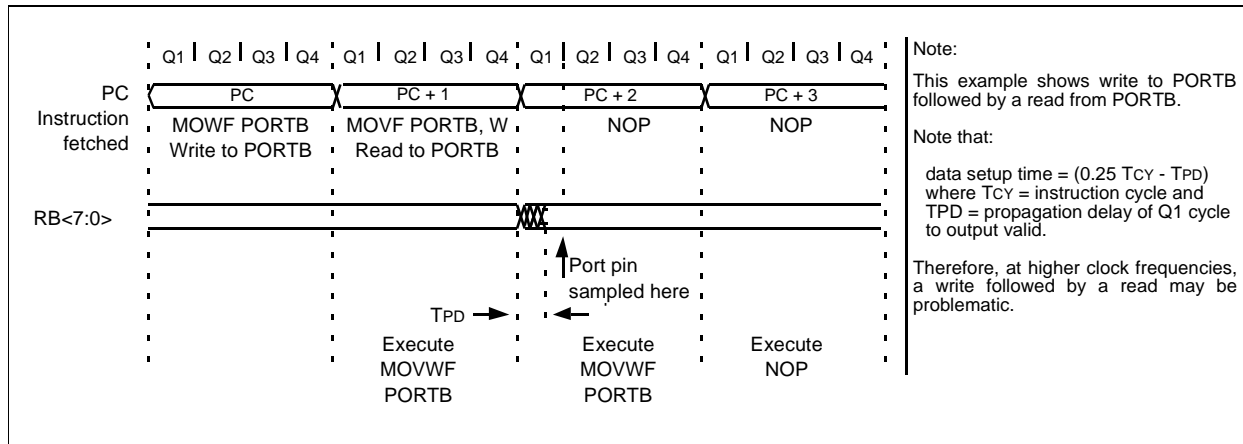 Q1 Q2 Q3 Q4 Q1 Q2 Q3 Q4 Q1 Q2 Q3 Q4 Q1 Q2 Q3 Q4
PC PC PC + 1 PC + 2 PC + 3
Instruction
fetched
MOWF PORTB
Write to PORTB
MOVF PORTB, W
Read to PORTB
NOP
NOP
RB<7:0>
Port pin
sampled here
TPD
Execute
MOVWF
PORTB
Execute
MOVWF
PORTB
Execute
NOP
Note:
This example shows write to PORTB
followed by a read from PORTB.
Note that:
data setup time = (0.25 TCY - TPD)
where TCY = instruction cycle and
TPD = propagation delay of Q1 cycle
to output valid.
Therefore, at higher clock frequencies,
a write followed by a read may be
problematic.